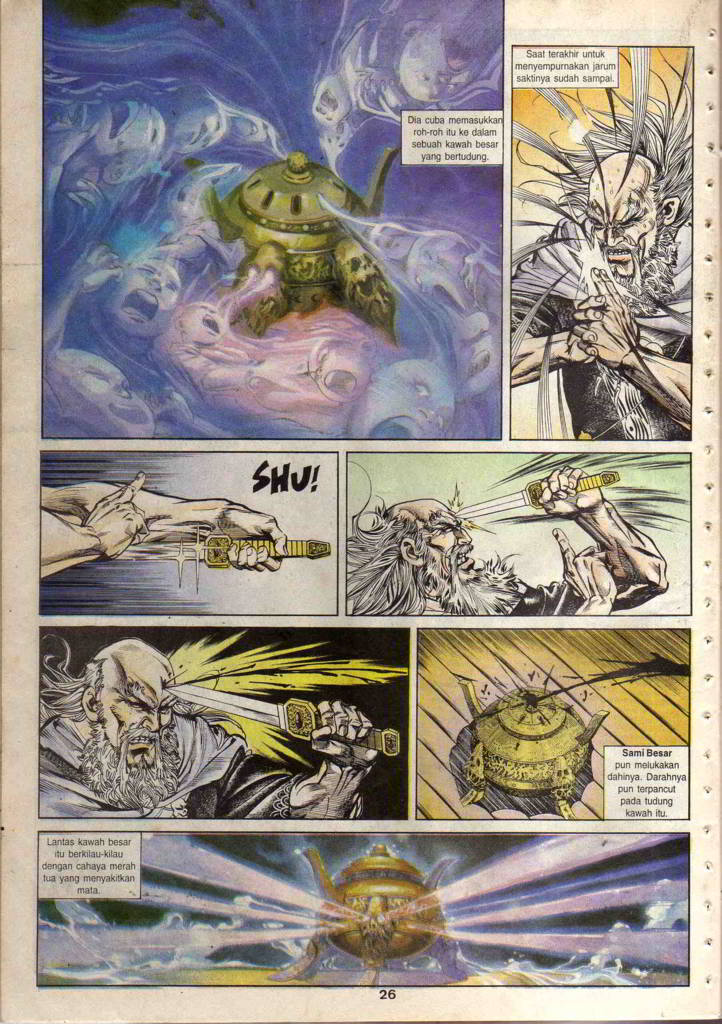 Dia cuba memasukkan
roh-roh itu ke dalam
sebuah kawah besar
yang bertudung.
Saat terakhir untuk
menyempurnakan jarum
saktinya sudah sampai.
SHU!
Sami Besar
pun melukakan
dahinya. Darahnya
pun terpancut
pada tudung
kawah itu.
Lantas kawah besar
itu berkilau-kilau
dengan cahaya merah
tua yang menyakitkan
mata.
26